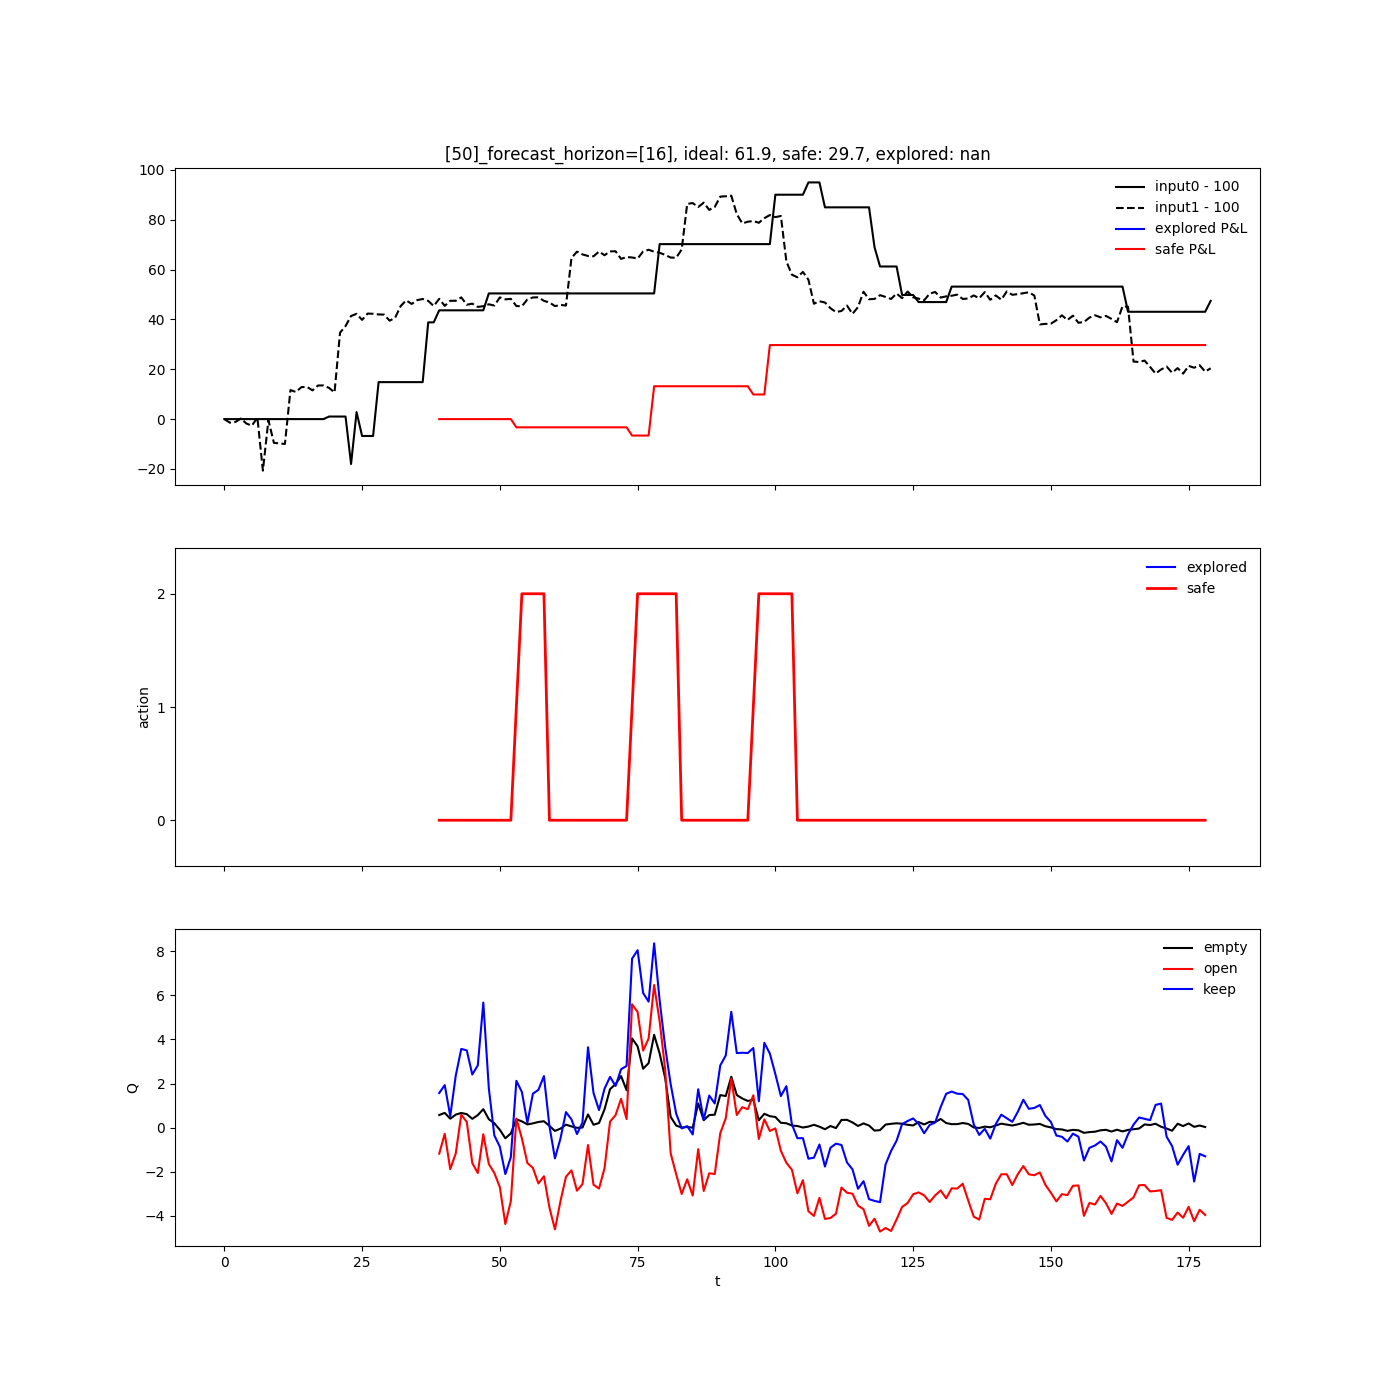 [50]_forecast_horizon=[16], ideal: 61.9, safe: 29.7, explored: nan
100
80
60
40
20
0
−20
input0 - 100
input1 - 100
explored P&L
safe P&L
2
1
0
action
explored
safe
8
6
4
2
0
−2
−4
Q
empty
open
keep
0 25 50 75 100 125 150 175
t